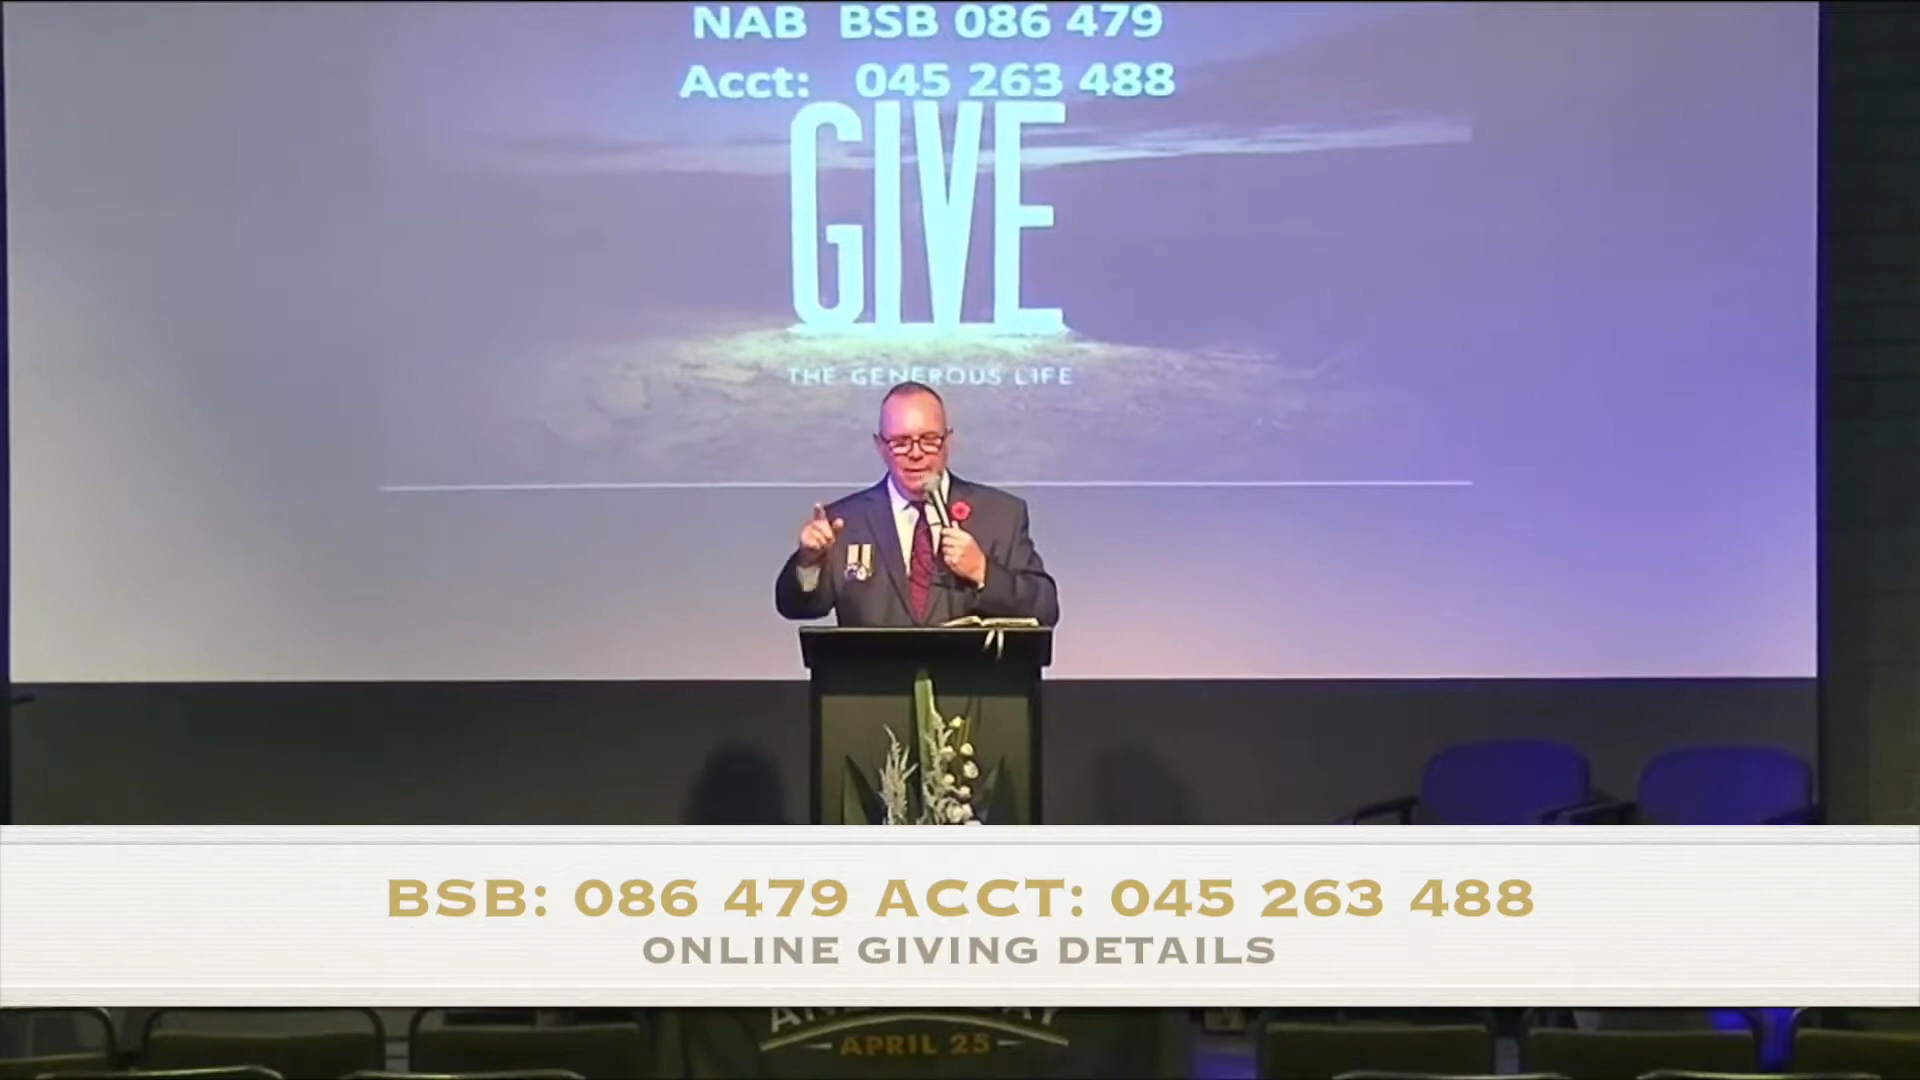 NAB BSB 086 479
Acct: 045 263 488
GIVE
THE GENEROUS LIFE
BSB: 086 479 ACCT: 045 263 488
ONLINE GIVING DETAILS
APRIL 25